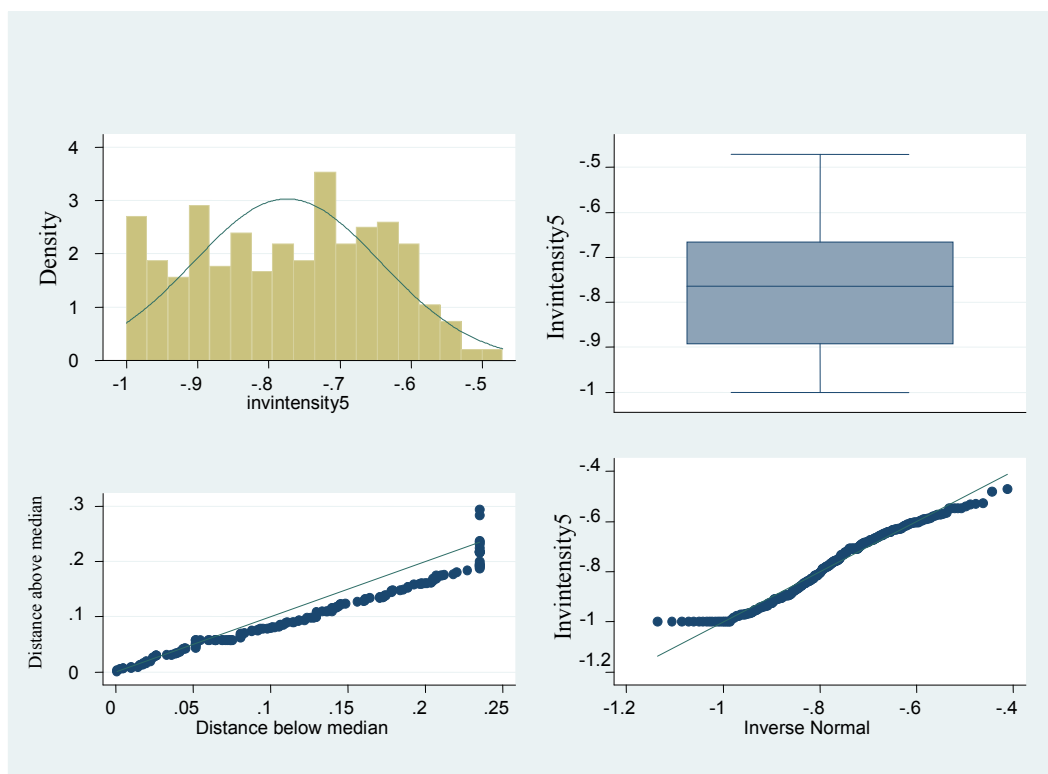 Density
4
3
2
1
0
-1 -.9 -.8 -.7 -.6 -.5
invintensity5
Invintensity5
-.5
-.6
-.7
-.8
-.9
-1
Distance above median
.3
.2
.1
0
0 .05 .1 .15 .2 .25
Distance below median
Invintensity5
-.4
-.6
-.8
-1
-1.2
-1.2 -1 -.8 -.6 -.4
Inverse Normal